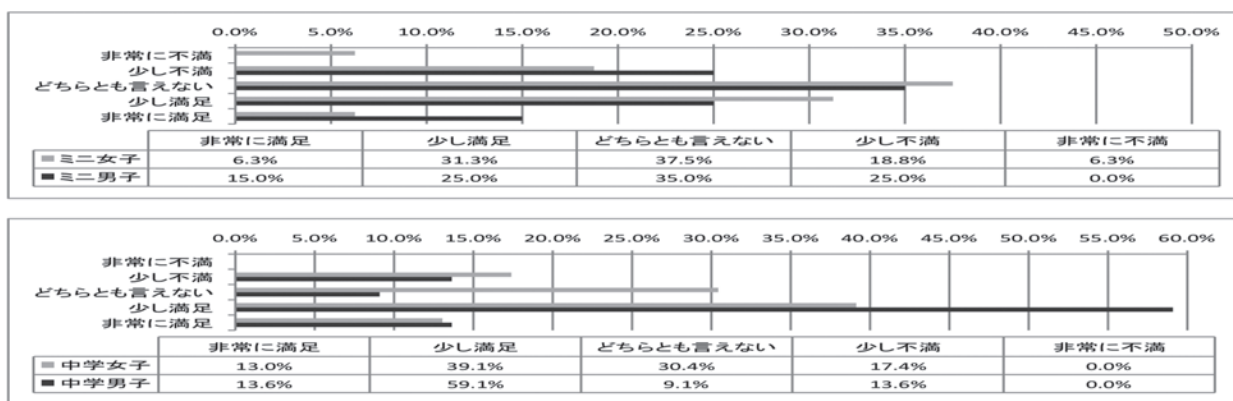 0.0% 5.0% 10.0% 15.0% 20.0% 25.0% 30.0% 35.0% 40.0% 45.0% 50.0%
非常に不満
少し不満
どちらとも言えない
少し満足
非常に満足
非常に満足 少し満足 どちらとも言えない 少し不満 非常に不満
ミニ女子 6.3% 31.3% 37.5% 18.8% 6.3%
ミニ男子 15.0% 25.0% 35.0% 25.0% 0.0%
0.0% 5.0% 10.0% 15.0% 20.0% 25.0% 30.0% 35.0% 40.0% 45.0% 50.0% 55.0% 60.0%
非常に不満
少し不満
どちらとも言えない
少し満足
非常に満足
非常に満足 少し満足 どちらとも言えない 少し不満 非常に不満
中学女子 13.0% 39.1% 30.4% 17.4% 0.0%
中学男子 13.6% 59.1% 9.1% 13.6% 0.0%